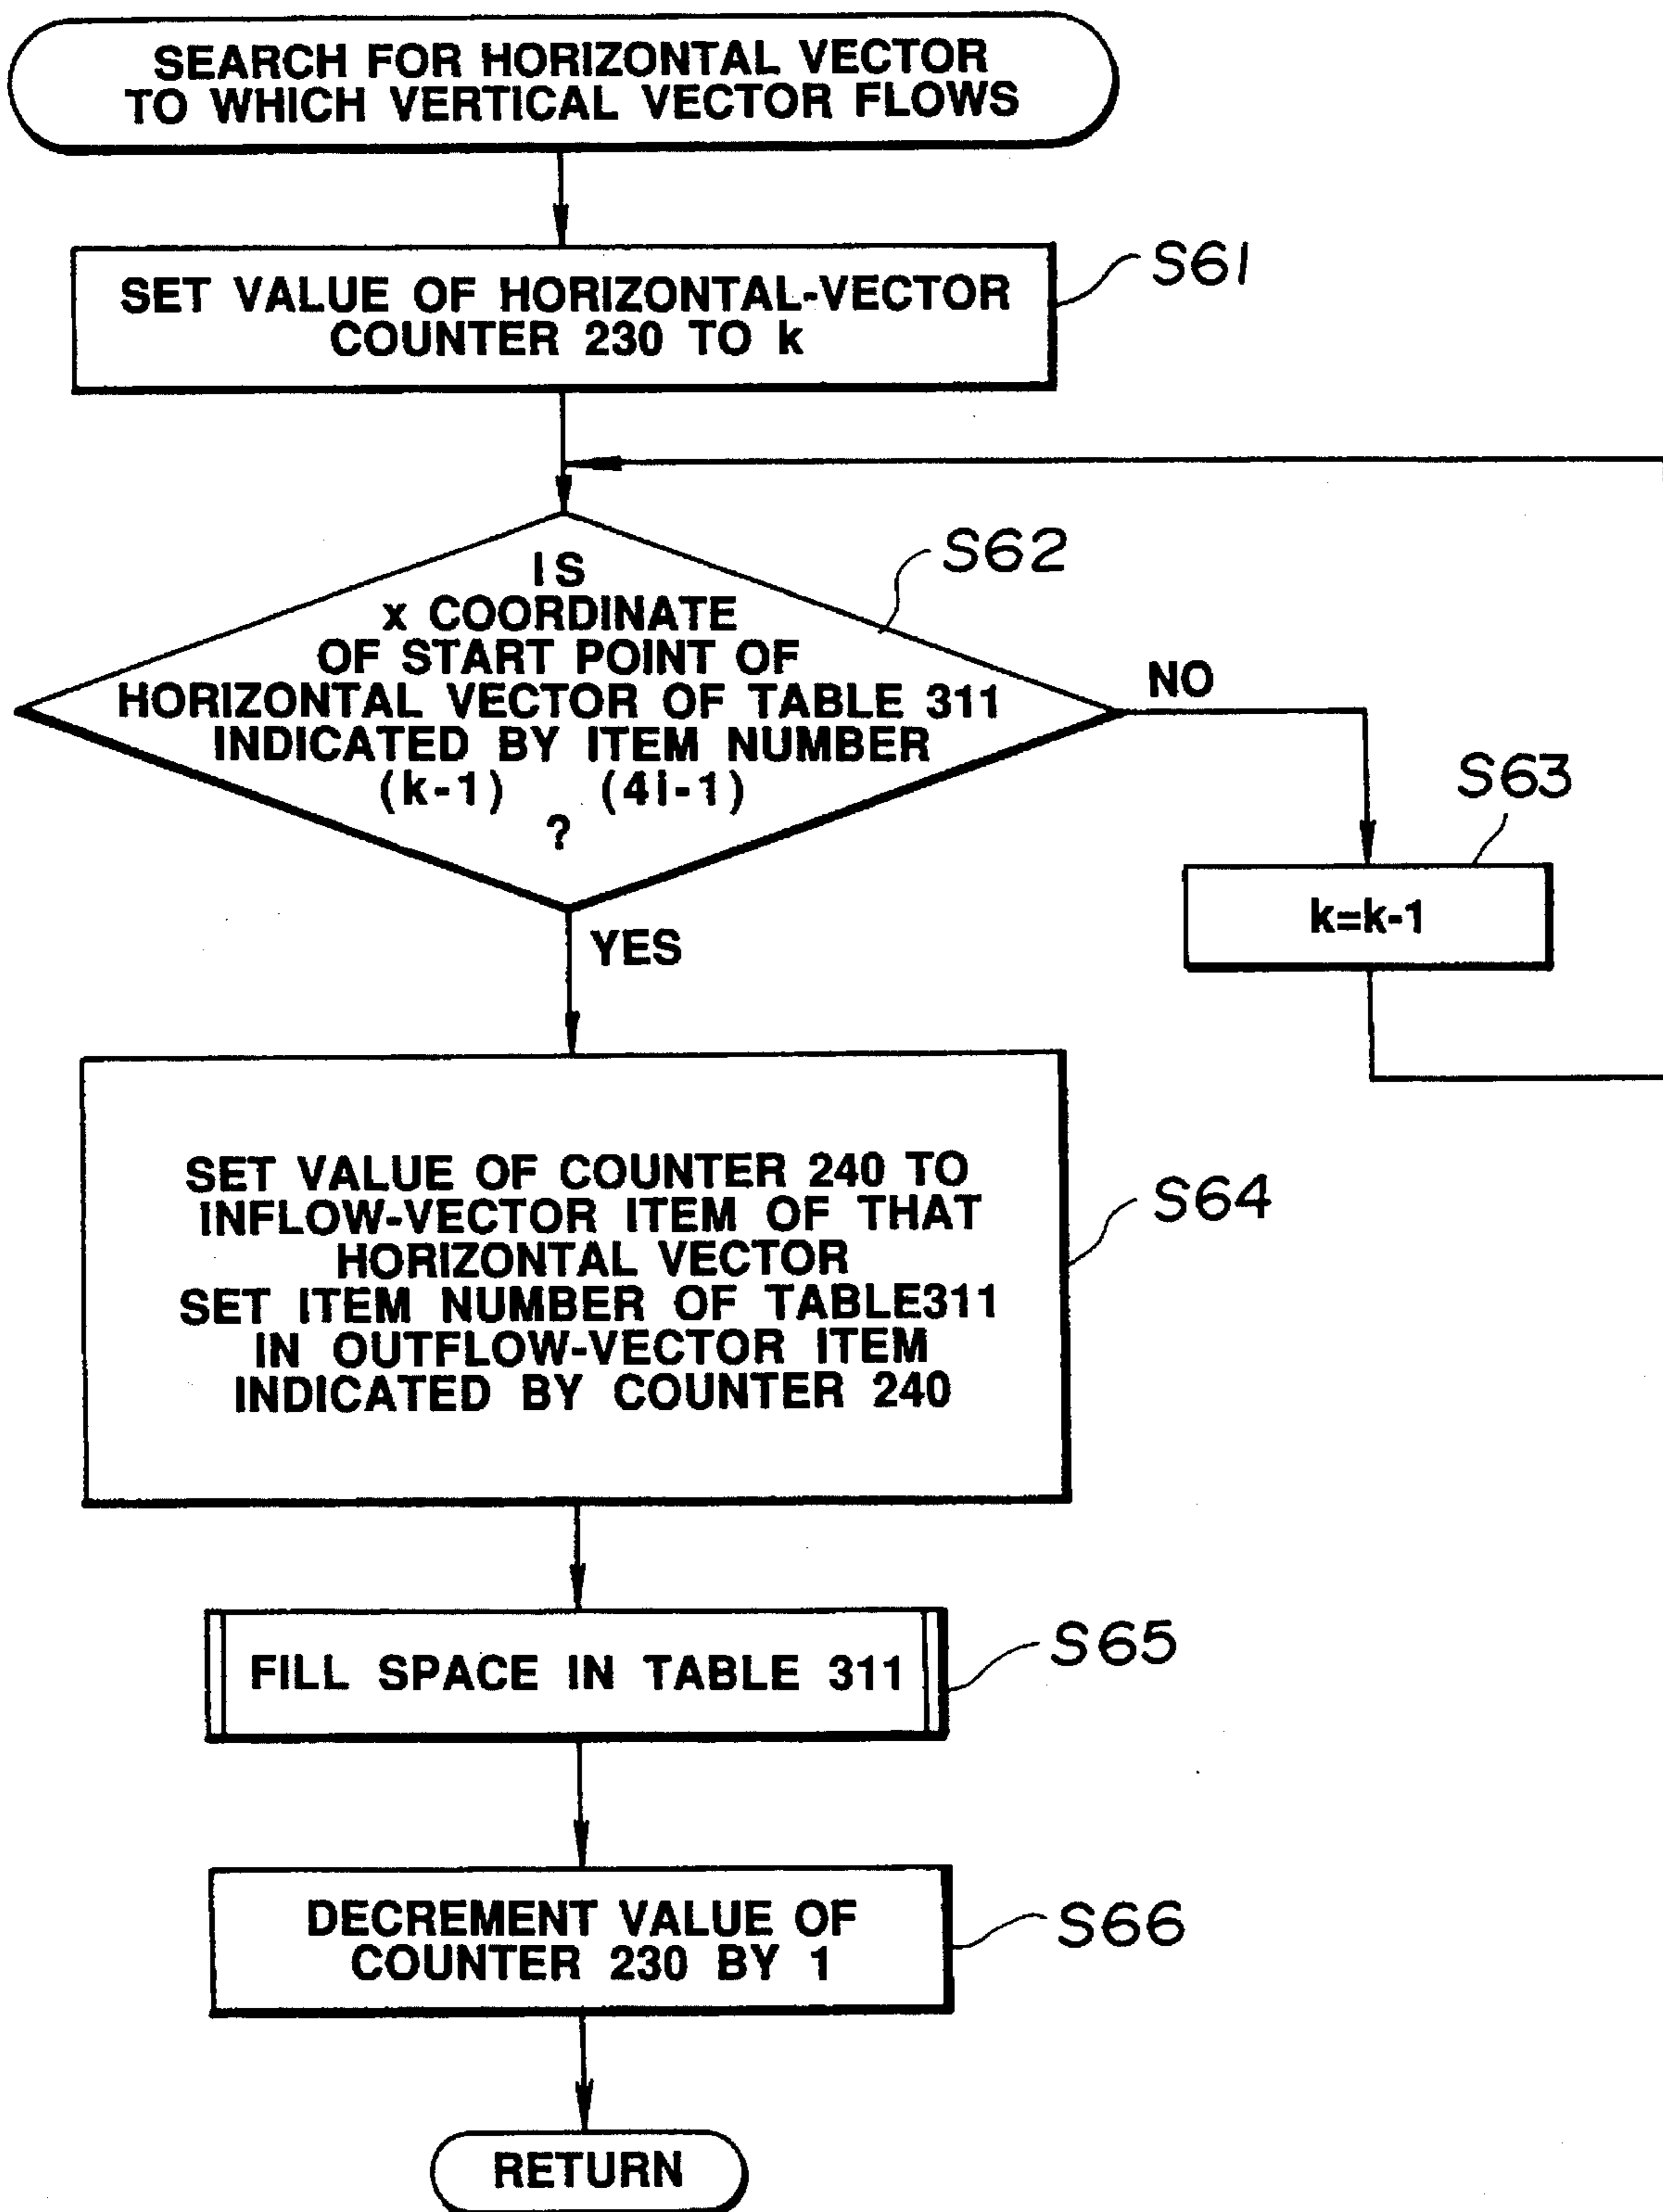 SEARCH FOR HORIZONTAL VECTOR
TO WHICH VERTICAL VECTOR FLOWS
SET VALUE OF HORIZONTAL-VECTOR
COUNTER 230 TO k
S61
IS
x COORDINATE
OF START POINT OF
HORIZONTAL VECTOR OF TABLE 311
INDICATED BY ITEM NUMBER
(k-1) (4i-1)
?
S62
NO
S63
k=k-1
YES
SET VALUE OF COUNTER 240 TO
INFLOW-VECTOR ITEM OF THAT
HORIZONTAL VECTOR
SET ITEM NUMBER OF TABLE311
IN OUTFLOW-VECTOR ITEM
INDICATED BY COUNTER 240
S64
FILL SPACE IN TABLE 311
S65
DECREMENT VALUE OF
COUNTER 230 BY 1
S66
RETURN